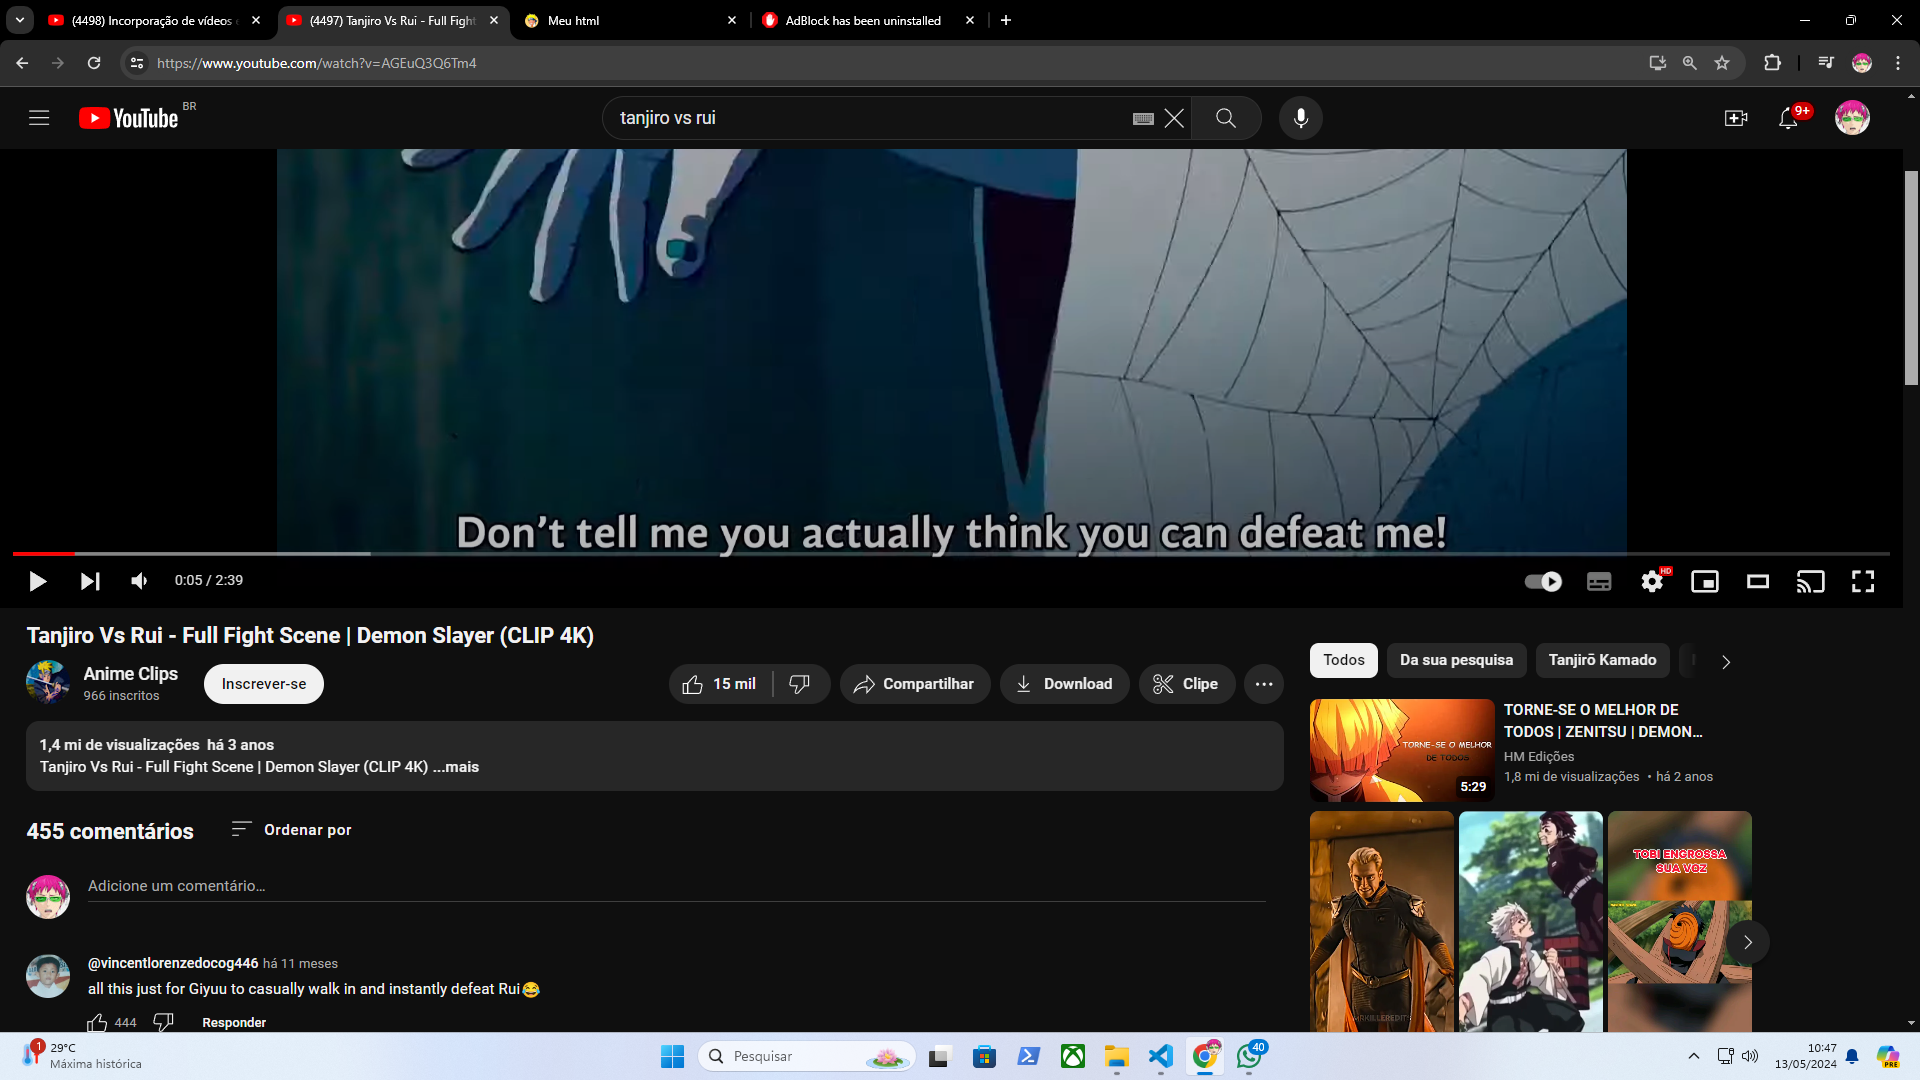 (4498) Incorporação de vídeos
(4497) Tanjiro Vs Rui - Full Fight
Meu html
AdBlock has been uninstalled
https://www.youtube.com/watch?v=AGEuQ3Q6Tm4
YouTube
BR
tanjiro vs rui
9+
Don't tell me you actually think you can defeat me!
0:05 / 2:39
HD
Tanjiro Vs Rui - Full Fight Scene | Demon Slayer (CLIP 4K)
Anime Clips
966 inscritos
Inscrever-se
15 mil
Compartilhar
Download
Clipe
1,4 mi de visualizações há 3 anos
Tanjiro Vs Rui - Full Fight Scene | Demon Slayer (CLIP 4K) ...mais
455 comentários
Ordenar por
Adicione um comentário...
@vincentlorenzedocog446 há 11 meses
all this just for Giyuu to casually walk in and instantly defeat Rui😂
444
Responder
Todos
Da sua pesquisa
Tanjirō Kamado
TORNE-SE O MELHOR
DE TODOS
5:29
TORNE-SE O MELHOR DE
TODOS | ZENITSU | DEMON...
HM Edições
1,8 mi de visualizações • há 2 anos
TOBI ENGROSSA
SUA VOZ
1
29°C
Máxima histórica
Pesquisar
40
10:47
13/05/2024
PRE